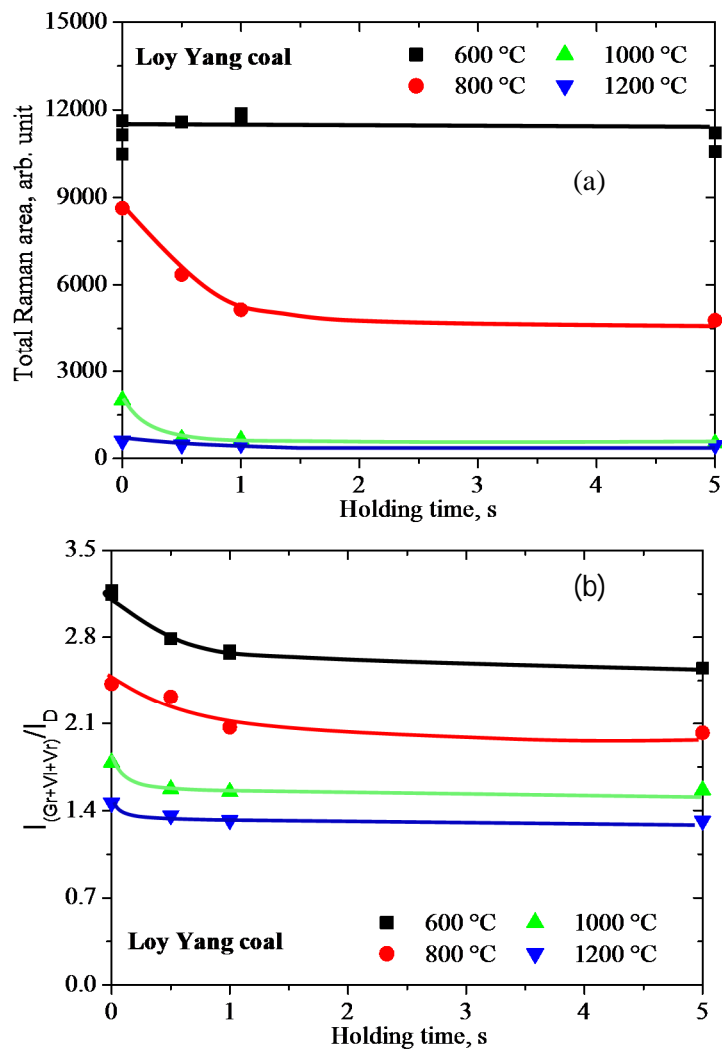 15000
Loy Yang coal
600 °C
1000 °C
800 °C
1200 °C
12000
(a)
9000
6000
3000
0
Total Raman area, arb. unit
0 1 2 3 4 5
Holding time, s
3.5
(b)
2.8
2.1
1.4
0.7
0.0
I(Gr+Vl+Vr)/ID
600 °C
1000 °C
Loy Yang coal
800 °C
1200 °C
0 1 2 3 4 5
Holding time, s